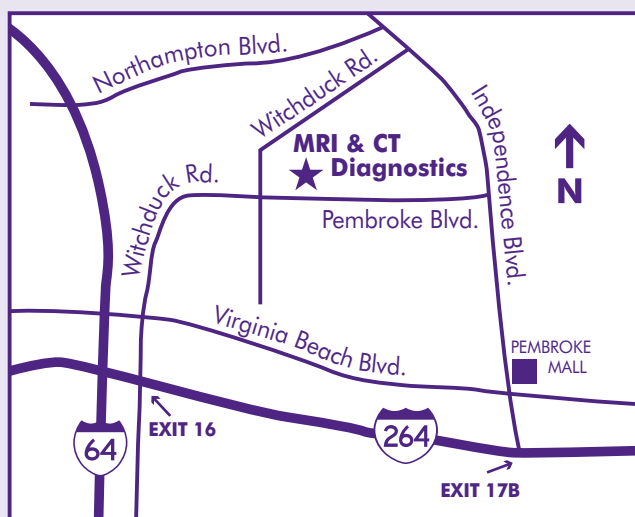 Northampton Blvd.
Witchduck Rd.
Independence Blvd.
MRI & CT
Diagnostics
N
Witchduck Rd.
Pembroke Blvd.
Virginia Beach Blvd.
PEMBROKE
MALL
EXIT 16
64
264
EXIT 17B